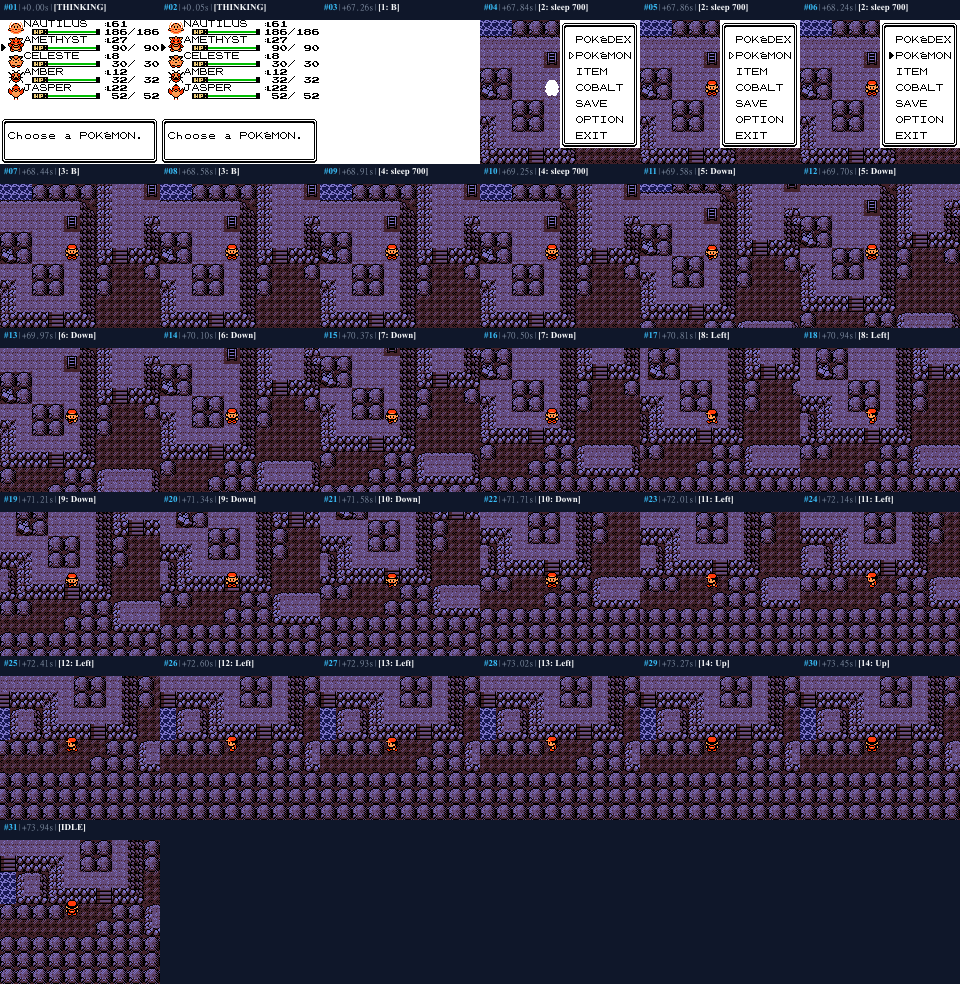 #01 | +0.00s | [THINKING]
#02 | +0.05s | [THINKING]
#03 | +67.26s | [1: B]
#04 | +67.84s | [2: sleep 700]
#05 | +67.86s | [2: sleep 700]
#06 | +68.24s | [2: sleep 700]
NAUTILUS :L61
HP: 186/186
AMETHYST :L27
HP: 90/ 90
CELESTE :L8
HP: 30/ 30
AMBER :L12
HP: 32/ 32
JASPER :L22
HP: 52/ 52
Choose a POKéMON.
NAUTILUS :L61
HP: 186/186
AMETHYST :L27
HP: 90/ 90
CELESTE :L8
HP: 30/ 30
AMBER :L12
HP: 32/ 32
JASPER :L22
HP: 52/ 52
Choose a POKéMON.
POKéDEX
POKéMON
ITEM
COBALT
SAVE
OPTION
EXIT
POKéDEX
POKéMON
ITEM
COBALT
SAVE
OPTION
EXIT
POKéDEX
POKéMON
ITEM
COBALT
SAVE
OPTION
EXIT
#07 | +68.44s | [3: B]
#08 | +68.58s | [3: B]
#09 | +68.91s | [4: sleep 700]
#10 | +69.25s | [4: sleep 700]
#11 | +69.58s | [5: Down]
#12 | +69.70s | [5: Down]
#13 | +69.97s | [6: Down]
#14 | +70.10s | [6: Down]
#15 | +70.37s | [7: Down]
#16 | +70.50s | [7: Down]
#17 | +70.81s | [8: Left]
#18 | +70.94s | [8: Left]
#19 | +71.21s | [9: Down]
#20 | +71.34s | [9: Down]
#21 | +71.58s | [10: Down]
#22 | +71.71s | [10: Down]
#23 | +72.01s | [11: Left]
#24 | +72.14s | [11: Left]
#25 | +72.41s | [12: Left]
#26 | +72.60s | [12: Left]
#27 | +72.93s | [13: Left]
#28 | +73.02s | [13: Left]
#29 | +73.27s | [14: Up]
#30 | +73.45s | [14: Up]
#31 | +73.94s | [IDLE]